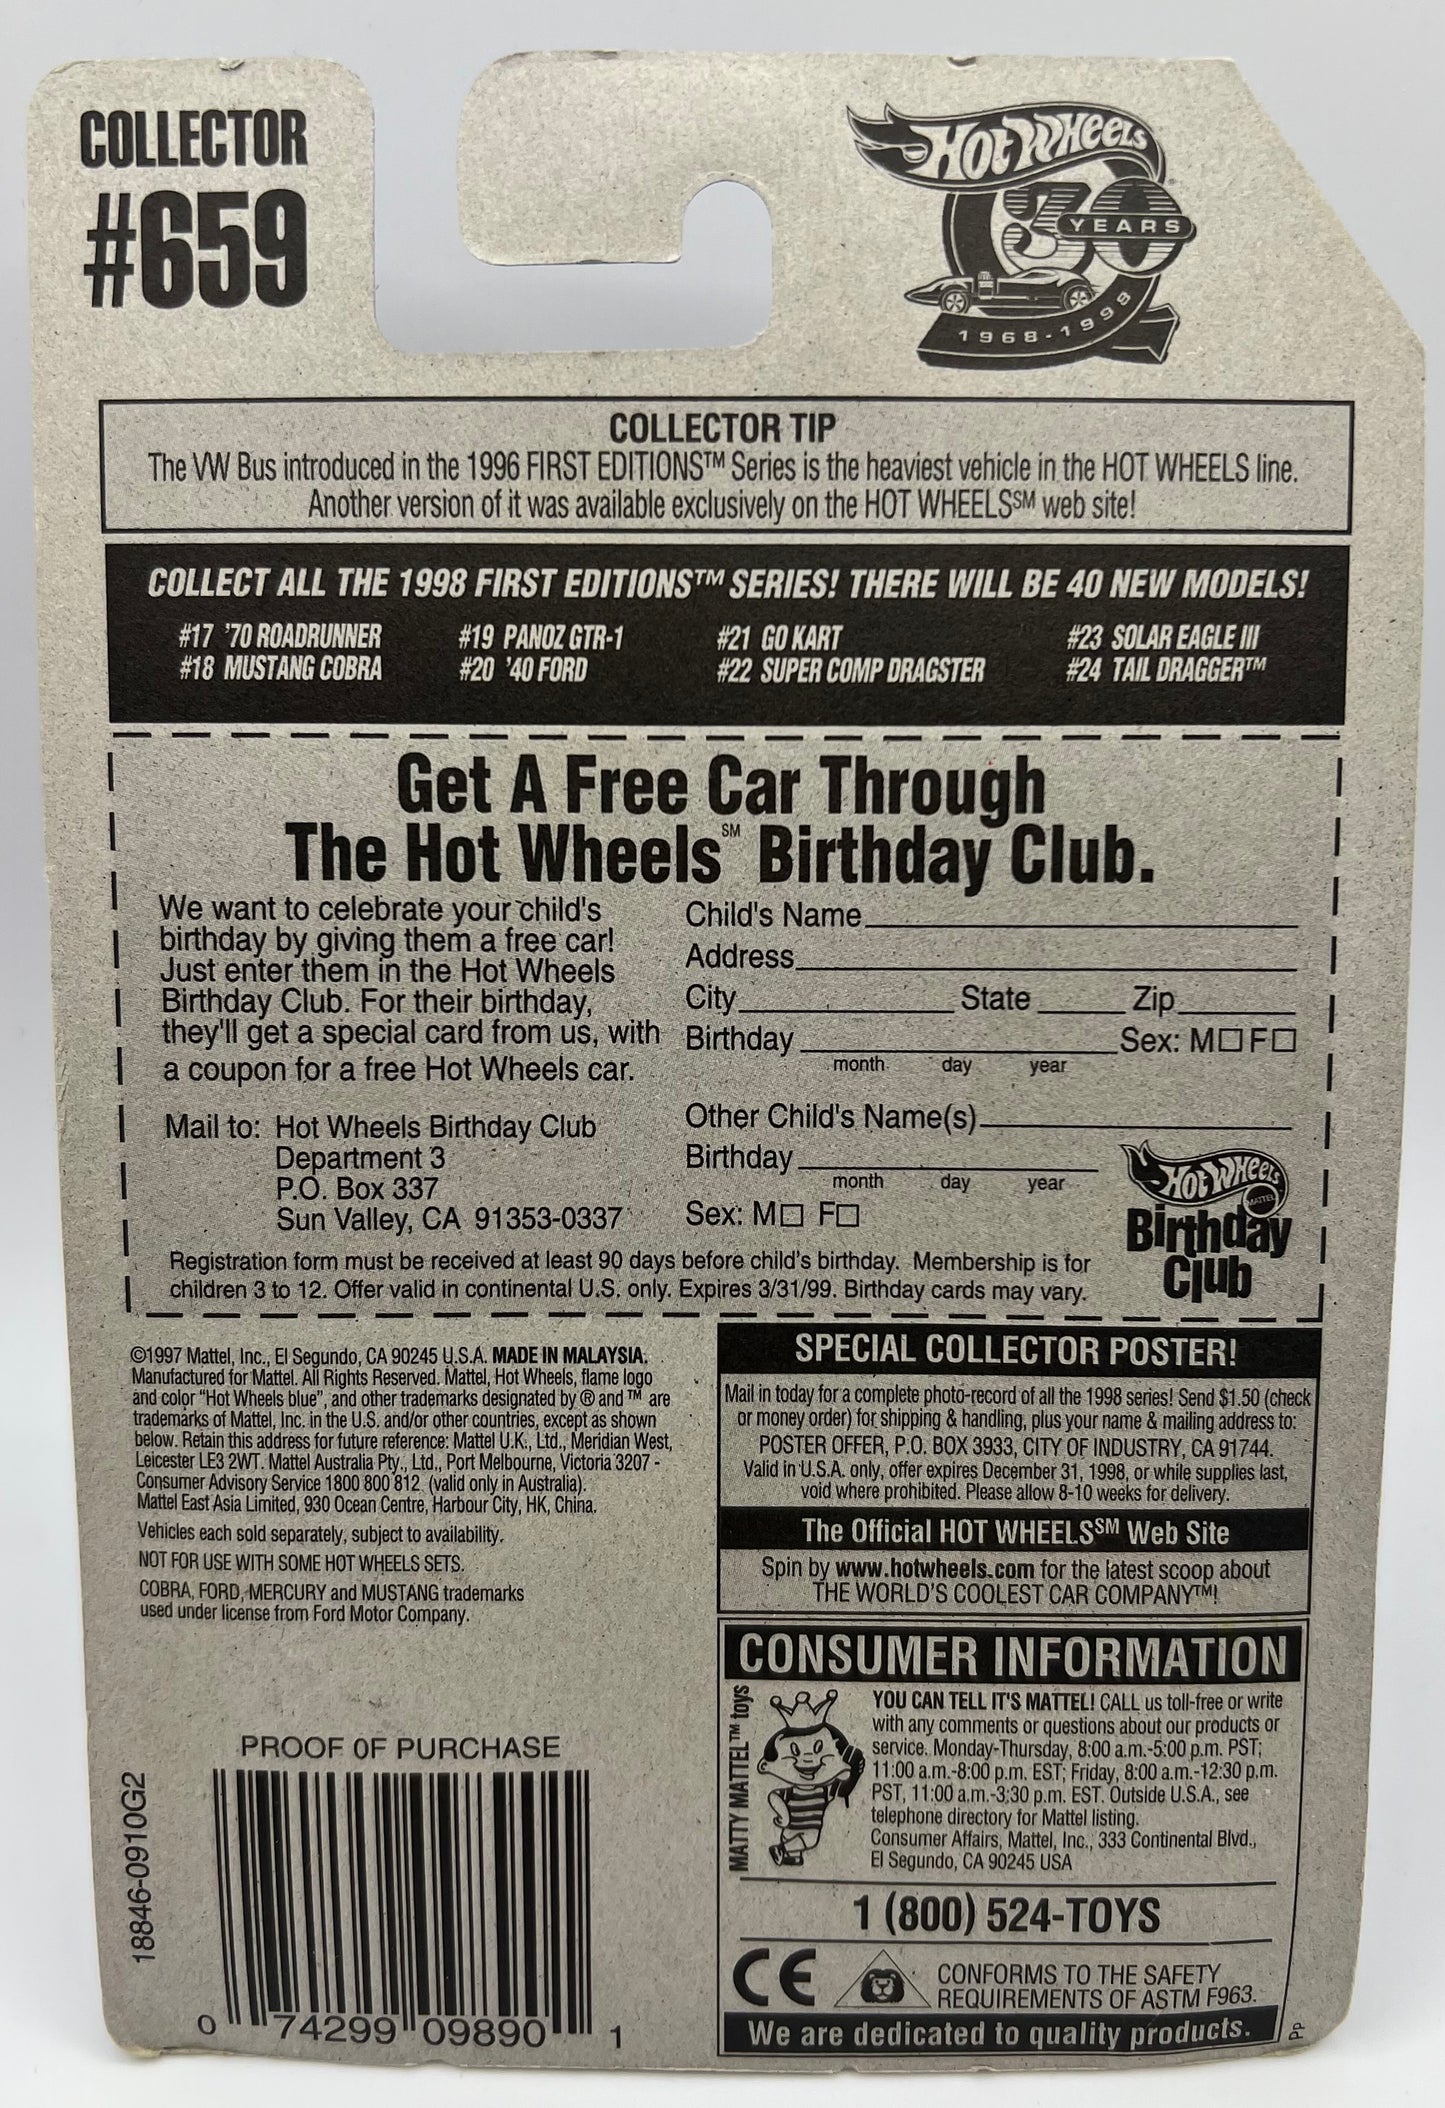 COLLECTOR
#659
HOT WHEELS
30
YEARS
1968-1998
COLLECTOR TIP
The VW Bus introduced in the 1996 FIRST EDITIONS™ Series is the heaviest vehicle in the HOT WHEELS line.
Another version of it was available exclusively on the HOT WHEELS℠ web site!
COLLECT ALL THE 1998 FIRST EDITIONS™ SERIES! THERE WILL BE 40 NEW MODELS!
#17 '70 ROADRUNNER #19 PANOZ GTR-1 #21 GO KART #23 SOLAR EAGLE III
#18 MUSTANG COBRA #20 '40 FORD #22 SUPER COMP DRAGSTER #24 TAIL DRAGGER™
Get A Free Car Through
The Hot Wheels℠ Birthday Club.
We want to celebrate your child's
birthday by giving them a free car!
Just enter them in the Hot Wheels
Birthday Club. For their birthday,
they'll get a special card from us, with
a coupon for a free Hot Wheels car.
Mail to: Hot Wheels Birthday Club
Department 3
P.O. Box 337
Sun Valley, CA 91353-0337
Child's Name
Address
City State Zip
Birthday Sex: M☐ F☐
month day year
Other Child's Name(s)
Birthday
month day year
Sex: M☐ F☐
HOT WHEELS
MATTEL
Birthday
Club
Registration form must be received at least 90 days before child's birthday. Membership is for
children 3 to 12. Offer valid in continental U.S. only. Expires 3/31/99. Birthday cards may vary.
©1997 Mattel, Inc., El Segundo, CA 90245 U.S.A. MADE IN MALAYSIA.
Manufactured for Mattel. All Rights Reserved. Mattel, Hot Wheels, flame logo
and color "Hot Wheels blue", and other trademarks designated by ® and ™ are
trademarks of Mattel, Inc. in the U.S. and/or other countries, except as shown
below. Retain this address for future reference: Mattel U.K., Ltd., Meridian West,
Leicester LE3 2WT. Mattel Australia Pty., Ltd., Port Melbourne, Victoria 3207 -
Consumer Advisory Service 1800 800 812 (valid only in Australia).
Mattel East Asia Limited, 930 Ocean Centre, Harbour City, HK, China.
Vehicles each sold separately, subject to availability.
NOT FOR USE WITH SOME HOT WHEELS SETS.
COBRA, FORD, MERCURY and MUSTANG trademarks
used under license from Ford Motor Company.
PROOF OF PURCHASE
18846-0910G2
0 74299 09890 1
SPECIAL COLLECTOR POSTER!
Mail in today for a complete photo-record of all the 1998 series! Send $1.50 (check
or money order) for shipping & handling, plus your name & mailing address to:
POSTER OFFER, P.O. BOX 3933, CITY OF INDUSTRY, CA 91744.
Valid in U.S.A. only, offer expires December 31, 1998, or while supplies last,
void where prohibited. Please allow 8-10 weeks for delivery.
The Official HOT WHEELS℠ Web Site
Spin by www.hotwheels.com for the latest scoop about
THE WORLD'S COOLEST CAR COMPANY™!
CONSUMER INFORMATION
MATTY MATTEL™ toys
YOU CAN TELL IT'S MATTEL! CALL us toll-free or write
with any comments or questions about our products or
service. Monday-Thursday, 8:00 a.m.-5:00 p.m. PST;
11:00 a.m.-8:00 p.m. EST; Friday, 8:00 a.m.-12:30 p.m.
PST, 11:00 a.m.-3:30 p.m. EST. Outside U.S.A., see
telephone directory for Mattel listing.
Consumer Affairs, Mattel, Inc., 333 Continental Blvd.,
El Segundo, CA 90245 USA
1 (800) 524-TOYS
CE
CONFORMS TO THE SAFETY
REQUIREMENTS OF ASTM F963.
We are dedicated to quality products.
Pp